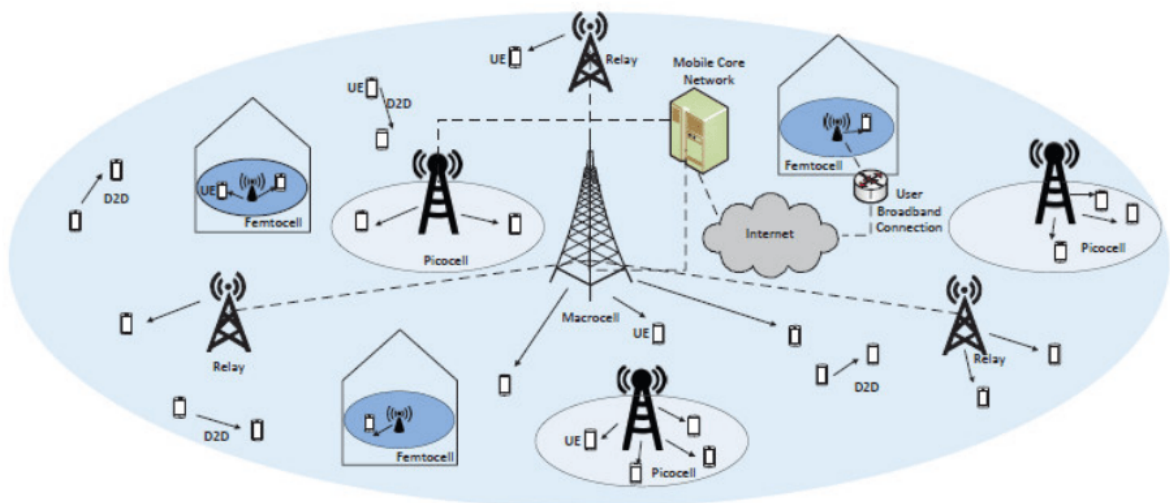 UE
Relay
Mobile Core
Network
UE
D2D
D2D
UE
Femtocell
Picocell
Femtocell
User
Broadband
Connection
Internet
Picocell
Macrocell
UE
Relay
Relay
D2D
D2D
Femtocell
UE
Picocell